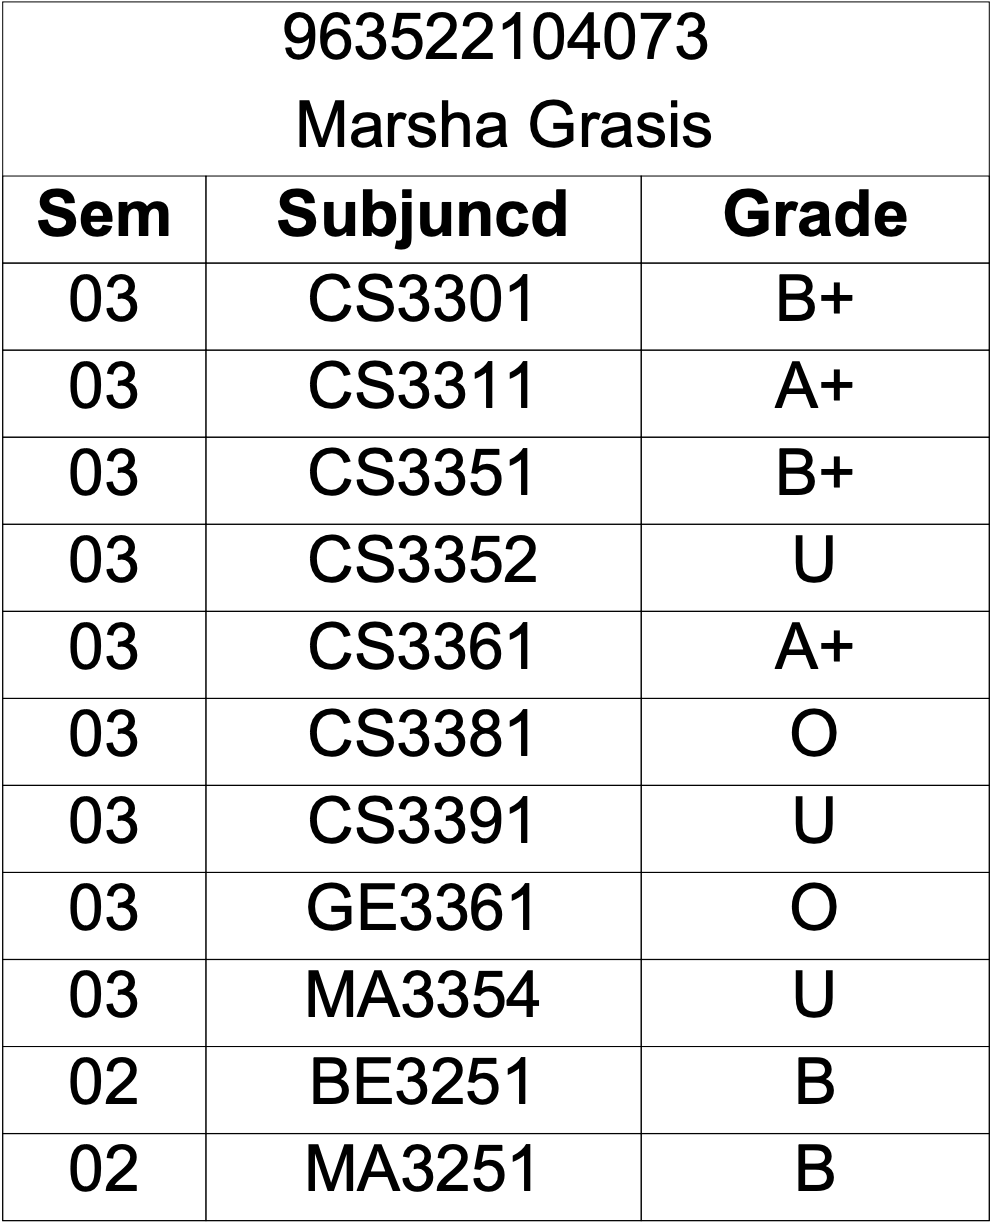 963522104073
Marsha Grasis
Sem Subjuncd Grade
03 CS3301 B+
03 CS3311 A+
03 CS3351 B+
03 CS3352 U
03 CS3361 A+
03 CS3381 O
03 CS3391 U
03 GE3361 O
03 MA3354 U
02 BE3251 B
02 MA3251 B